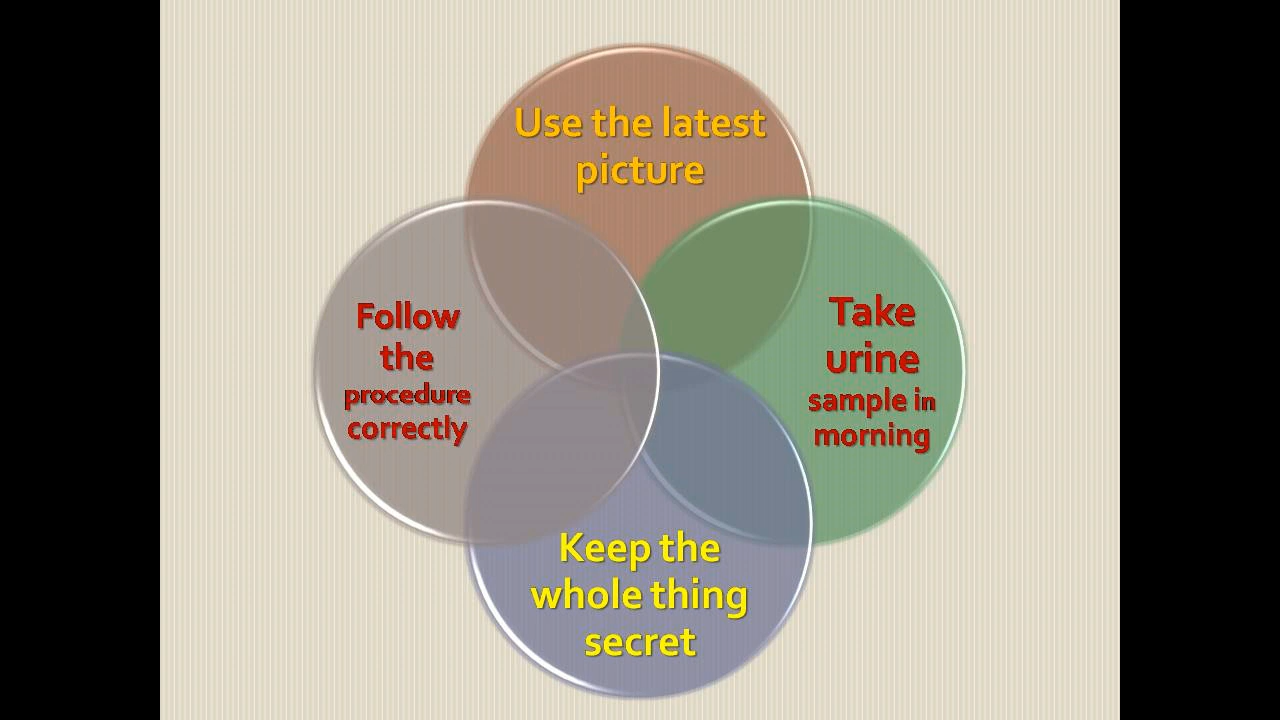 Use the latest
picture
Follow
the
procedure
correctly
Take
urine
sample in
morning
Keep the
whole thing
secret